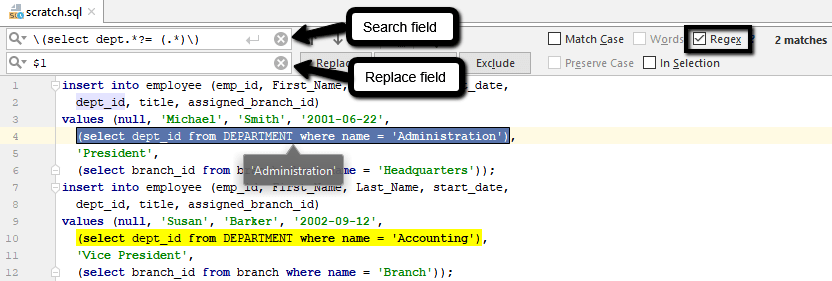 scratch.sql
\(select dept.*?= (.*)\)
Search field
Match Case
Words
Regex
?
2 matches
$1
Replace field
Replace
Exclude
Preserve Case
In Selection
1 insert into employee (emp_id, First_Name, start_date,
2 dept_id, title, assigned_branch_id)
3 values (null, 'Michael', 'Smith', '2001-06-22',
4 (select dept_id from DEPARTMENT where name = 'Administration'),
5 'President',
'Administration'
6 (select branch_id from name = 'Headquarters'));
7 insert into employee (emp_id, First_Name, Last_Name, start_date,
8 dept_id, title, assigned_branch_id)
9 values (null, 'Susan', 'Barker', '2002-09-12',
10 (select dept_id from DEPARTMENT where name = 'Accounting'),
11 'Vice President',
12 (select branch_id from branch where name = 'Branch'));